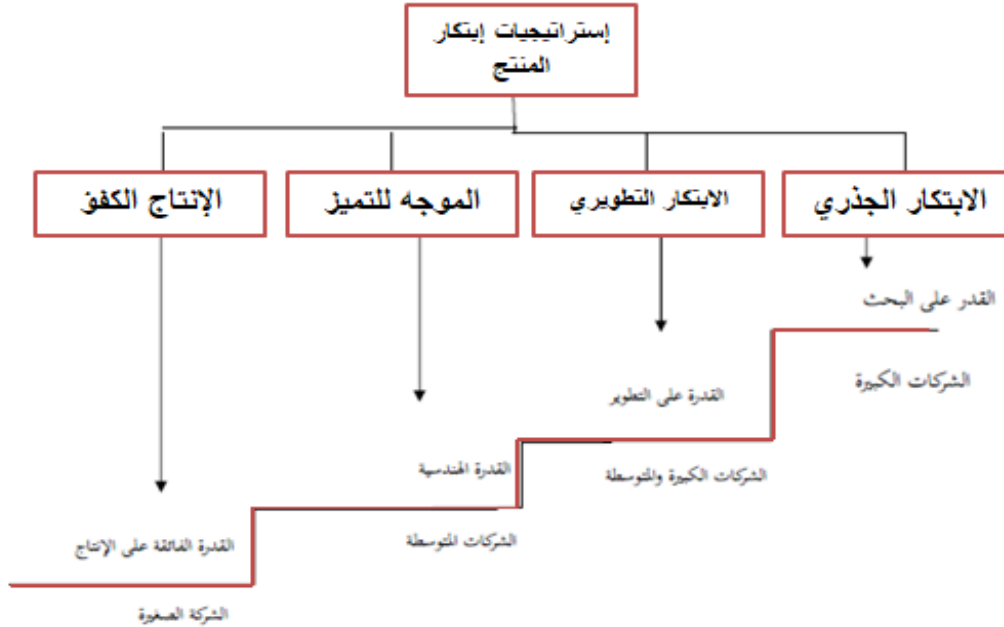 إستراتيجيات إبتكار
المنتج
الابتكار الجذري
الابتكار التطويري
الموجه للتميز
الإنتاج الكفؤ
القدر على البحث
الشركات الكبيرة
القدرة على التطوير
الشركات الكبيرة والمتوسطة
القدرة الهندسية
الشركات المتوسطة
القدرة الفائقة على الإنتاج
الشركة الصغيرة